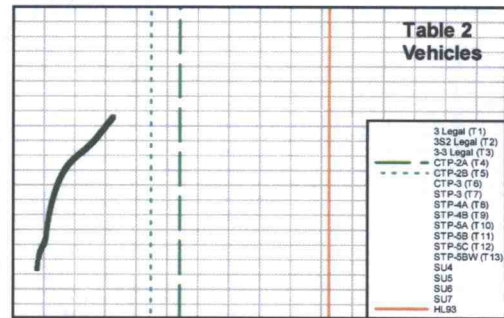 Table 2
Vehicles
3 Legal (T1)
3S2 Legal (T2)
3-3 Legal (T3)
CTP-2A (T4)
CTP-2B (T5)
CTP-3 (T6)
STP-3 (T7)
STP-4A (T8)
STP-4B (T9)
STP-5A (T10)
STP-5B (T11)
STP-5C (T12)
STP-5BW (T13)
SU4
SU5
SU6
SU7
HL93